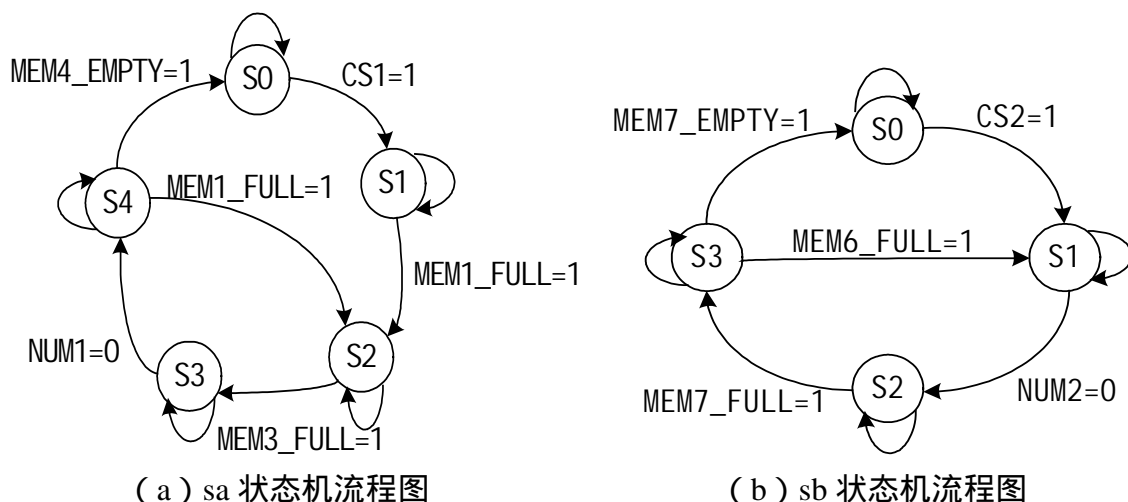 S0
MEM4_EMPTY=1
CS1=1
S1
S4
MEM1_FULL=1
MEM1_FULL=1
S2
NUM1=0
S3
MEM3_FULL=1
(a) sa 状态机流程图
S0
MEM7_EMPTY=1
CS2=1
S3
MEM6_FULL=1
S1
S2
MEM7_FULL=1
NUM2=0
(b) sb 状态机流程图